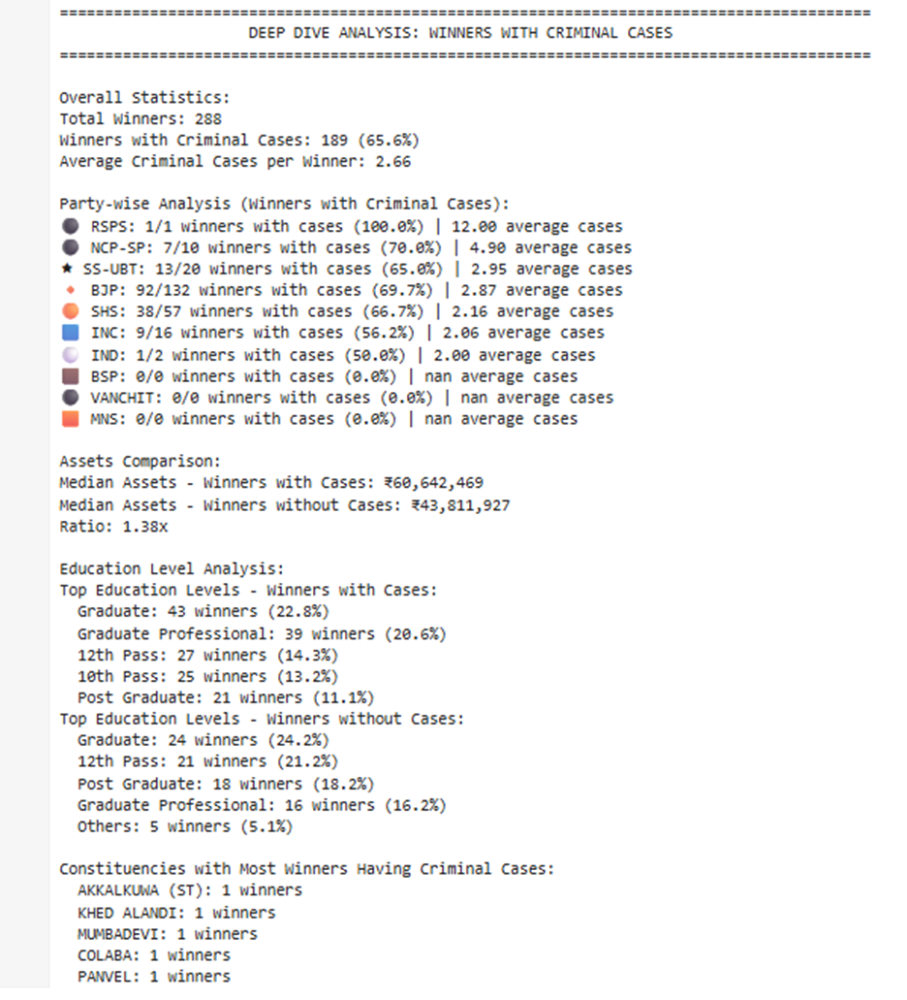 ==========================================================================================
DEEP DIVE ANALYSIS: WINNERS WITH CRIMINAL CASES
==========================================================================================
Overall Statistics:
Total Winners: 288
Winners with Criminal Cases: 189 (65.6%)
Average Criminal Cases per Winner: 2.66
Party-wise Analysis (Winners with Criminal Cases):
RSPS: 1/1 winners with cases (100.0%) | 12.00 average cases
NCP-SP: 7/10 winners with cases (70.0%) | 4.90 average cases
SS-UBT: 13/20 winners with cases (65.0%) | 2.95 average cases
BJP: 92/132 winners with cases (69.7%) | 2.87 average cases
SHS: 38/57 winners with cases (66.7%) | 2.16 average cases
INC: 9/16 winners with cases (56.2%) | 2.06 average cases
IND: 1/2 winners with cases (50.0%) | 2.00 average cases
BSP: 0/0 winners with cases (0.0%) | nan average cases
VANCHIT: 0/0 winners with cases (0.0%) | nan average cases
MNS: 0/0 winners with cases (0.0%) | nan average cases
Assets Comparison:
Median Assets - Winners with Cases: ₹60,642,469
Median Assets - Winners without Cases: ₹43,811,927
Ratio: 1.38x
Education Level Analysis:
Top Education Levels - Winners with Cases:
Graduate: 43 winners (22.8%)
Graduate Professional: 39 winners (20.6%)
12th Pass: 27 winners (14.3%)
10th Pass: 25 winners (13.2%)
Post Graduate: 21 winners (11.1%)
Top Education Levels - Winners without Cases:
Graduate: 24 winners (24.2%)
12th Pass: 21 winners (21.2%)
Post Graduate: 18 winners (18.2%)
Graduate Professional: 16 winners (16.2%)
Others: 5 winners (5.1%)
Constituencies with Most Winners Having Criminal Cases:
AKKALKUWA (ST): 1 winners
KHED ALANDI: 1 winners
MUMBADEVI: 1 winners
COLABA: 1 winners
PANVEL: 1 winners